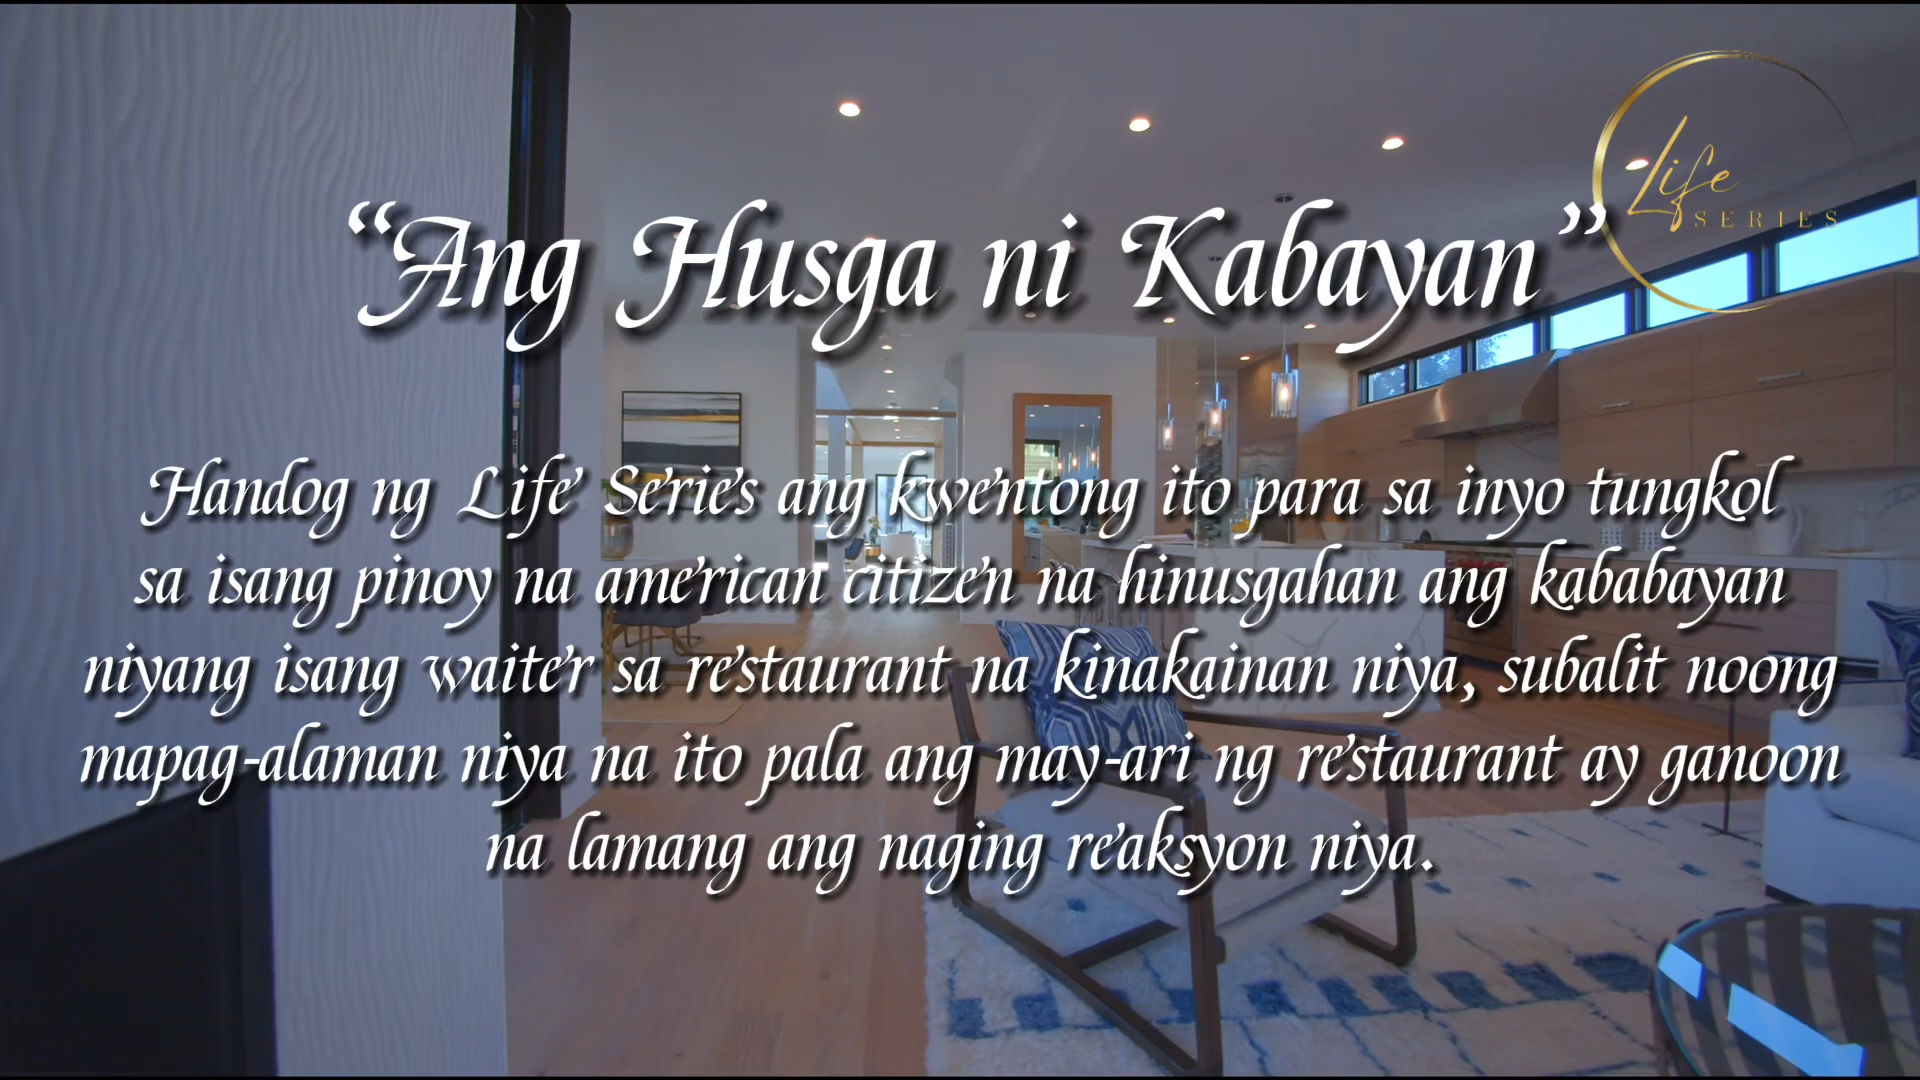 Life
SERIES
“Ang Husga ni Kabayan”
Handog ng Life Series ang kwentong ito para sa inyo tungkol
sa isang pinoy na american citizen na hinusgahan ang kababayan
niyang isang waiter sa restaurant na kinakainan niya, subalit noong
mapag-alaman niya na ito pala ang may-ari ng restaurant ay ganoon
na lamang ang naging reaksyon niya.